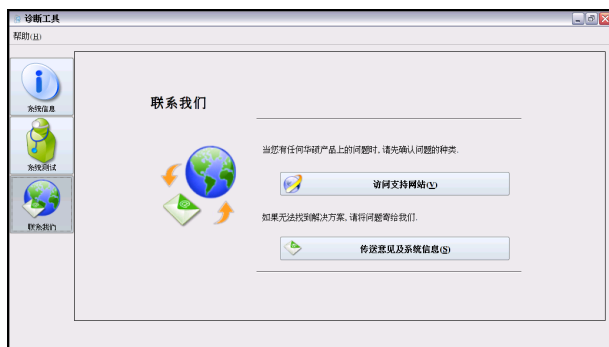 诊断工具
帮助(H)
系统信息
系统测试
联系我们
联系我们
当您有任何华硕产品上的问题时, 请先确认问题的种类.
访问支持网站(V)
如果无法找到解决方案, 请将问题寄给我们.
传送意见及系统信息(S)